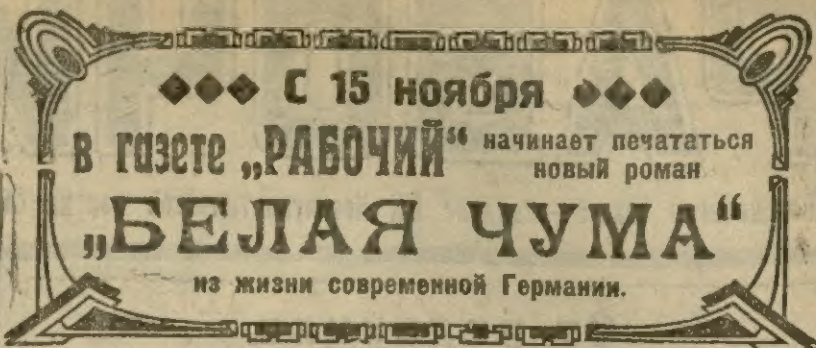 С 15 ноября
в газете „РАБОЧИЙ“ начинает печататься
новый роман
„БЕЛАЯ ЧУМА“
из жизни современной Германии.